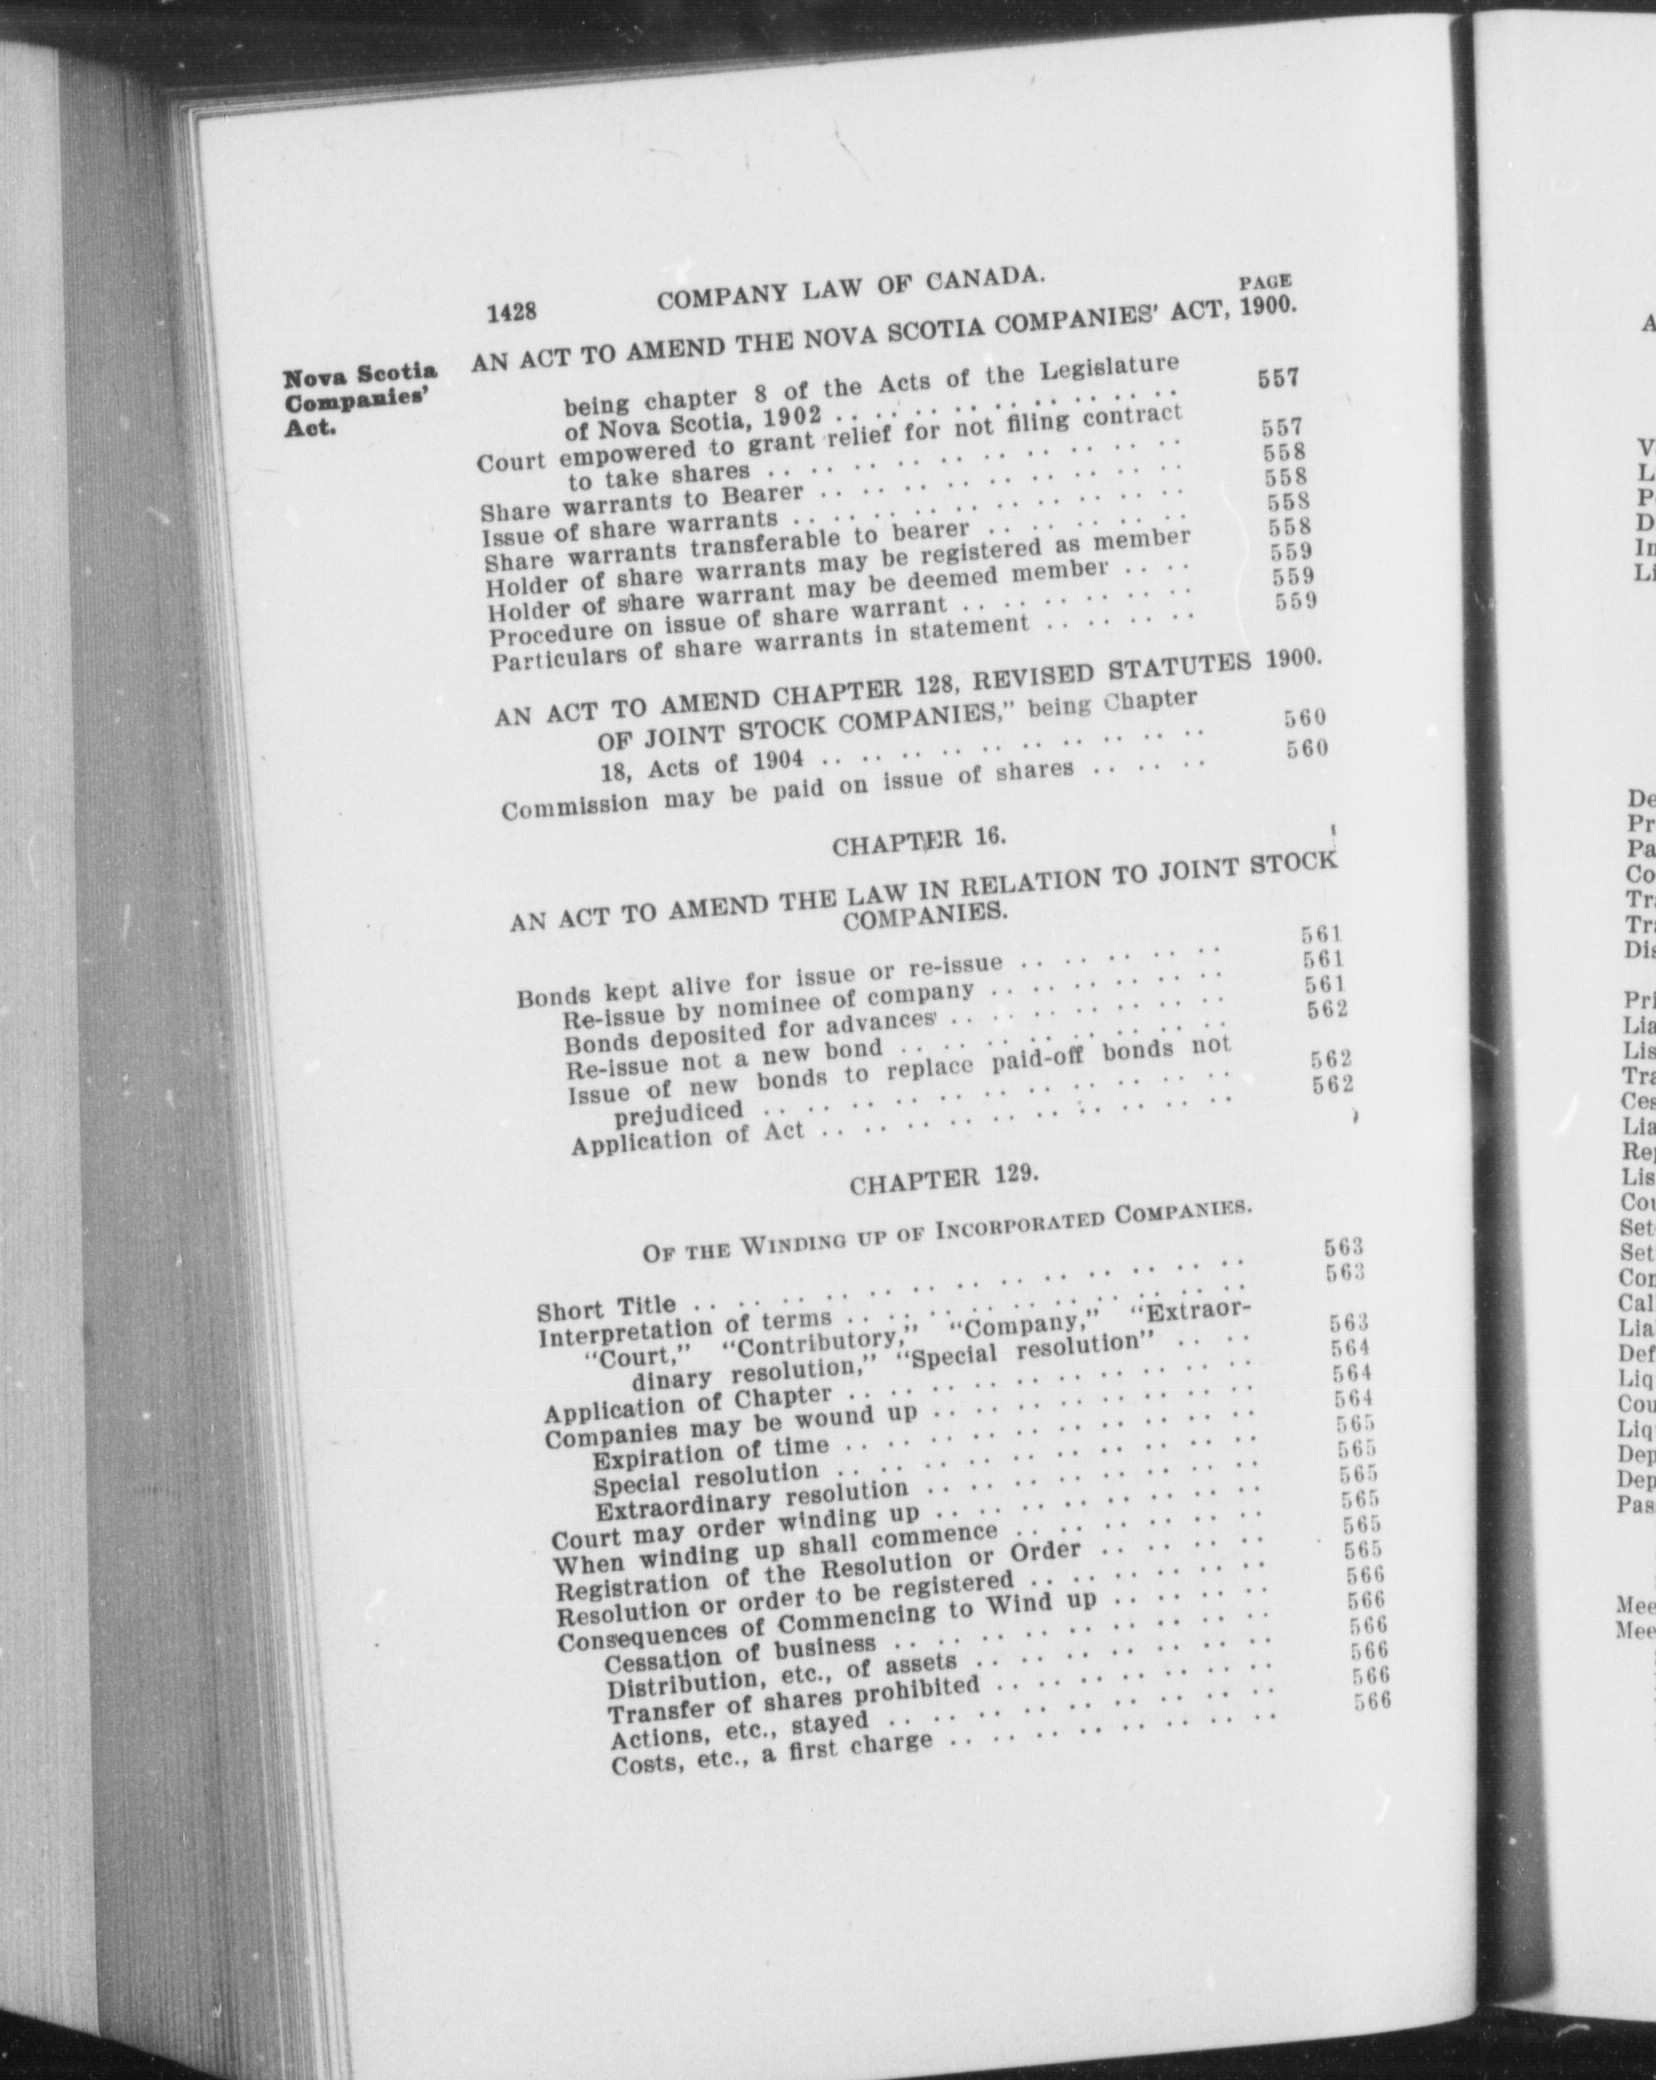 1428 COMPANY LAW OF CANADA.
PAGE
AN ACT TO AMEND THE NOVA SCOTIA COMPANIES' ACT, 1900.
Nova Scotia
Companies'
Act.
being chapter 8 of the Acts of the Legislature
of Nova Scotia, 1902 .. .. .. .. .. .. .. .. .. 557
Court empowered to grant relief for not filing contract
to take shares .. .. .. .. .. .. .. .. .. .. 557
Share warrants to Bearer .. .. .. .. .. .. .. .. .. 558
Issue of share warrants .. .. .. .. .. .. .. .. .. .. 558
Share warrants transferable to bearer .. .. .. .. .. 558
Holder of share warrants may be registered as member 558
Holder of share warrant may be deemed member .. .. 559
Procedure on issue of share warrant .. .. .. .. .. .. 559
Particulars of share warrants in statement .. .. .. .. 559
AN ACT TO AMEND CHAPTER 128, REVISED STATUTES 1900.
OF JOINT STOCK COMPANIES," being Chapter
18, Acts of 1904 .. .. .. .. .. .. .. .. .. .. 560
Commission may be paid on issue of shares .. .. .. 560
CHAPTER 16.
AN ACT TO AMEND THE LAW IN RELATION TO JOINT STOCK
COMPANIES.
Bonds kept alive for issue or re-issue .. .. .. .. .. 561
Re-issue by nominee of company .. .. .. .. .. .. 561
Bonds deposited for advances .. .. .. .. .. .. .. 561
Re-issue not a new bond .. .. .. .. .. .. .. .. 562
Issue of new bonds to replace paid-off bonds not
prejudiced .. .. .. .. .. .. .. .. .. .. .. 562
Application of Act .. .. .. .. .. .. .. .. .. .. 562
CHAPTER 129.
OF THE WINDING UP OF INCORPORATED COMPANIES.
Short Title .. .. .. .. .. .. .. .. .. .. .. .. .. 563
Interpretation of terms .. .. .. .. .. .. .. .. .. .. 563
"Court," "Contributory," "Company," "Extraor-
dinary resolution," "Special resolution" .. .. 563
Application of Chapter .. .. .. .. .. .. .. .. .. .. 564
Companies may be wound up .. .. .. .. .. .. .. .. 564
Expiration of time .. .. .. .. .. .. .. .. .. .. 564
Special resolution .. .. .. .. .. .. .. .. .. .. 565
Extraordinary resolution .. .. .. .. .. .. .. .. 565
Court may order winding up .. .. .. .. .. .. .. .. 565
When winding up shall commence .. .. .. .. .. .. 565
Registration of the Resolution or Order .. .. .. .. 565
Resolution or order to be registered .. .. .. .. .. .. 565
Consequences of Commencing to Wind up .. .. .. .. 566
Cessation of business .. .. .. .. .. .. .. .. .. 566
Distribution, etc., of assets .. .. .. .. .. .. .. 566
Transfer of shares prohibited .. .. .. .. .. .. .. 566
Actions, etc., stayed .. .. .. .. .. .. .. .. .. 566
Costs, etc., a first charge .. .. .. .. .. .. .. .. 566